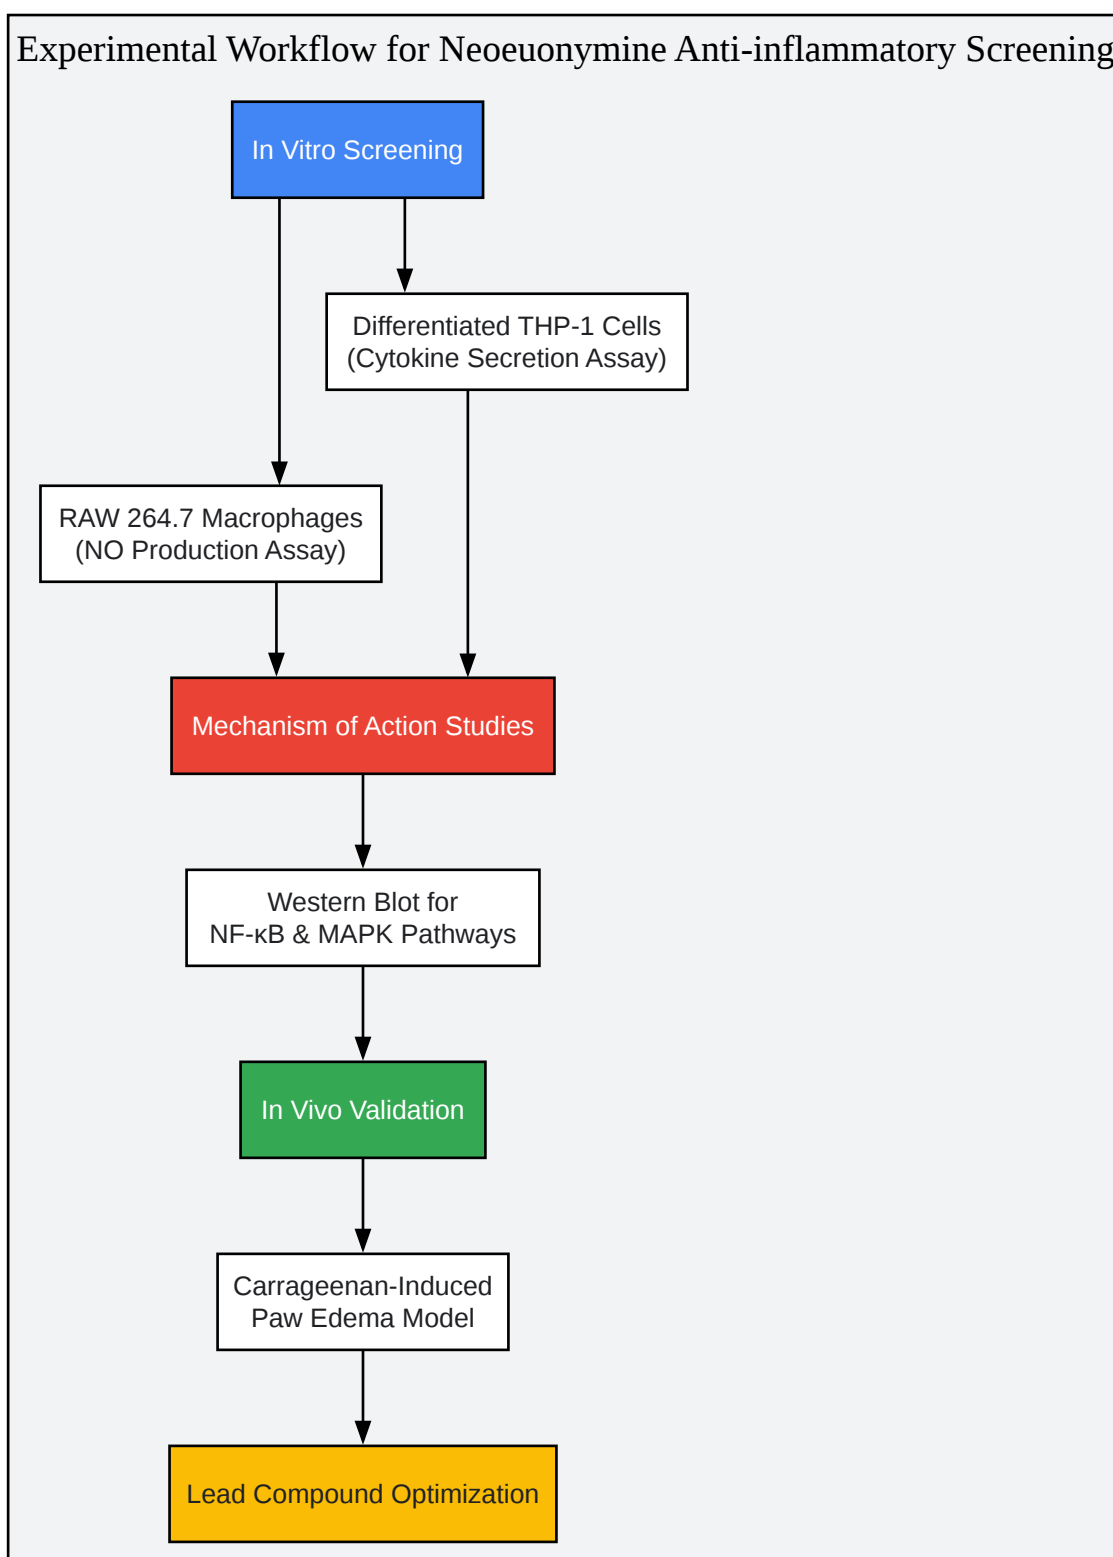 Experimental Workflow for Neoeuonymine Anti-inflammatory Screening
In Vitro Screening
Differentiated THP-1 Cells
(Cytokine Secretion Assay)
RAW 264.7 Macrophages
(NO Production Assay)
Mechanism of Action Studies
Western Blot for
NF-κB & MAPK Pathways
In Vivo Validation
Carrageenan-Induced
Paw Edema Model
Lead Compound Optimization